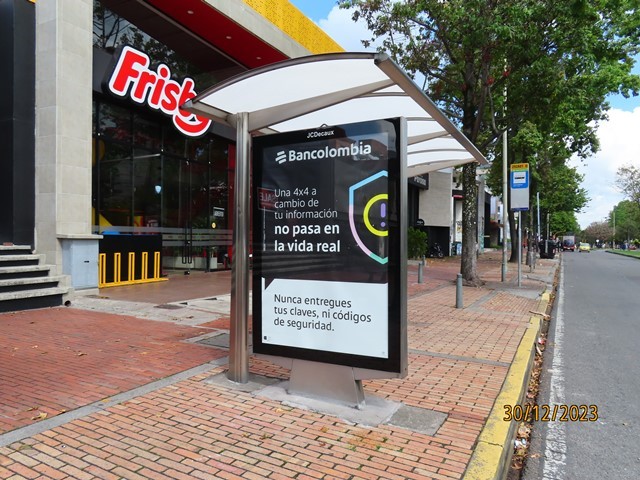 Frisby
JCDecaux
Bancolombia
Una 4x4 a
cambio de
tu información
no pasa en
la vida real
Nunca entregues
tus claves, ni códigos
de seguridad.
30/12/2023